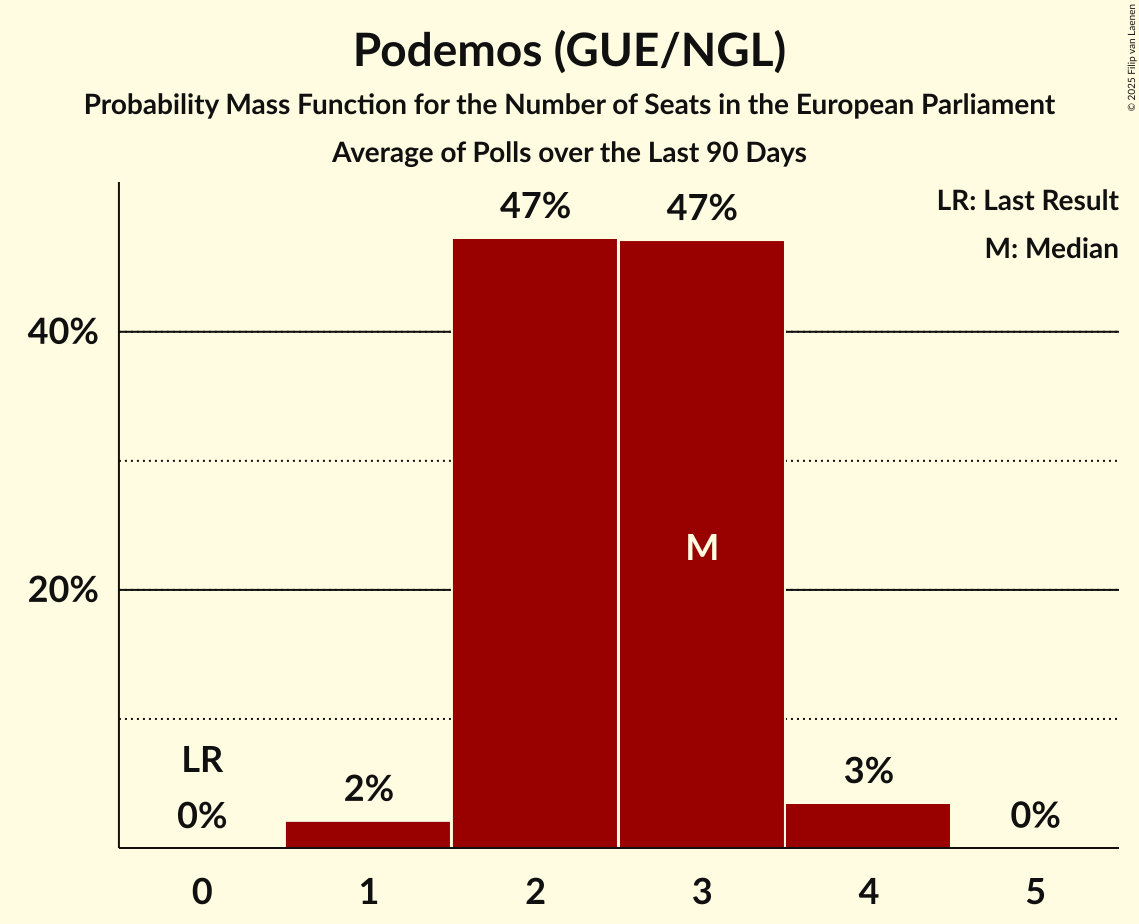 Podemos (GUE/NGL)
Probability Mass Function for the Number of Seats in the European Parliament
Average of Polls over the Last 90 Days
© 2025 Filip van Laenen
LR: Last Result
M: Median
47%
47%
40%
M
20%
LR
0%
2%
3%
0%
0
1
2
3
4
5